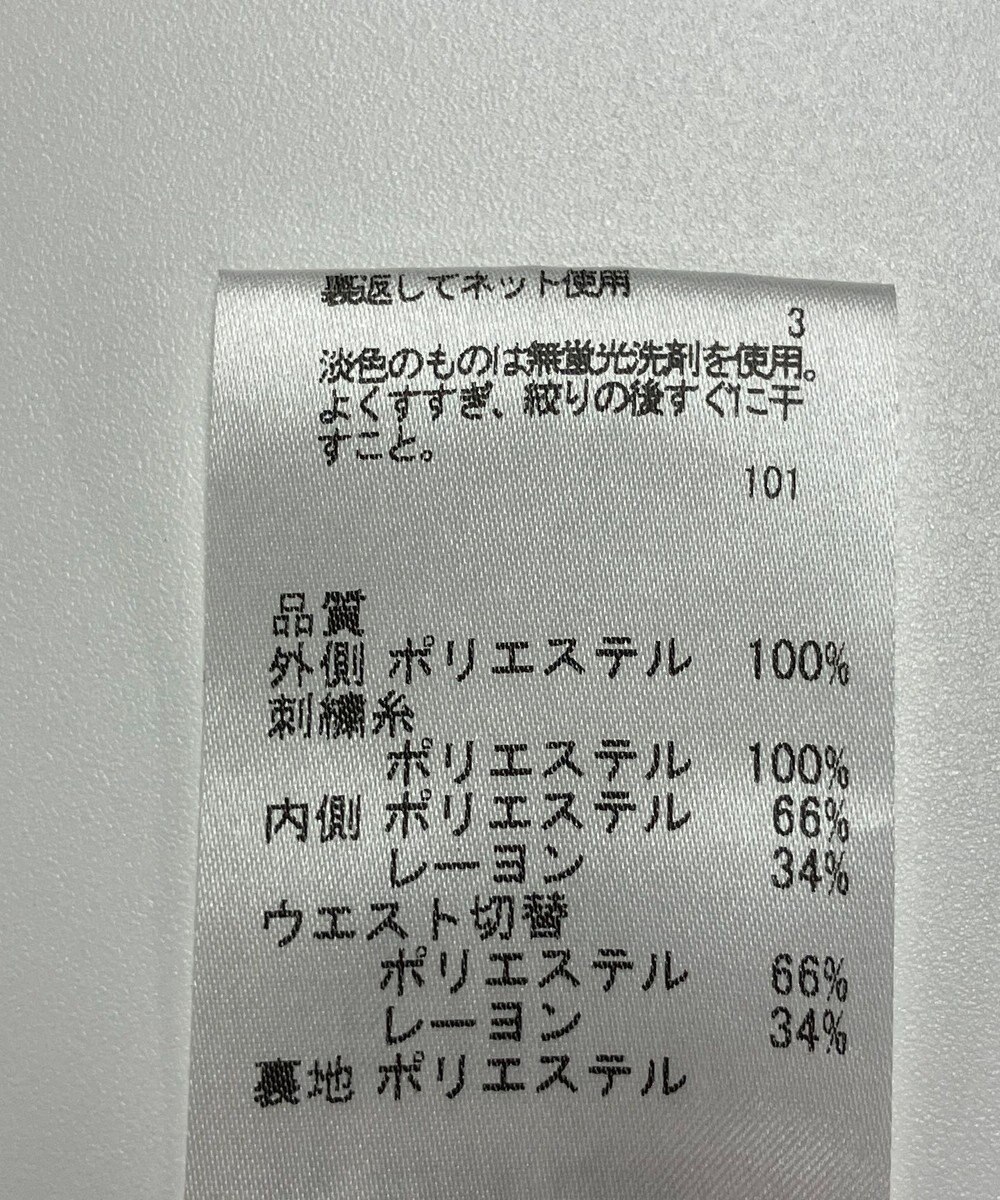 裏返してネット使用
3
淡色のものは無蛍光洗剤を使用。
よくすすぎ、絞りの後すぐに干
すこと。
101
品質
外側 ポリエステル 100%
刺繍糸
ポリエステル 100%
内側 ポリエステル 66%
レーヨン 34%
ウエスト切替
ポリエステル 66%
レーヨン 34%
裏地 ポリエステル